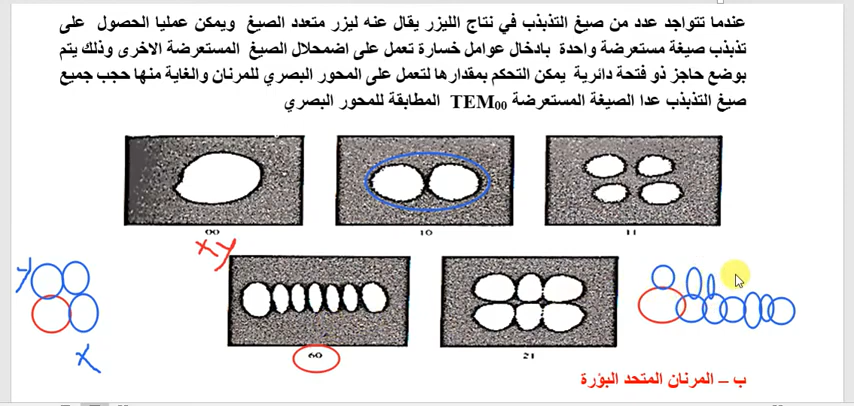 عندما تتواجد عدد من صيغ التذبذب في نتاج الليزر يقال عنه ليزر متعدد الصيغ ويمكن عمليا الحصول على
تذبذب صيغة مستعرضة واحدة بادخال عوامل خسارة تعمل على اضمحلال الصيغ المستعرضة الاخرى وذلك يتم
بوضع حاجز ذو فتحة دائرية يمكن التحكم بمقدارها لتعمل على المحور البصري للمرنان والغاية منها حجب جميع
صيغ التذبذب عدا الصيغة المستعرضة TEM₀₀ المطابقة للمحور البصري
00
10
11
xy
y
x
60
21
ب – المرنان المتحد البؤرة